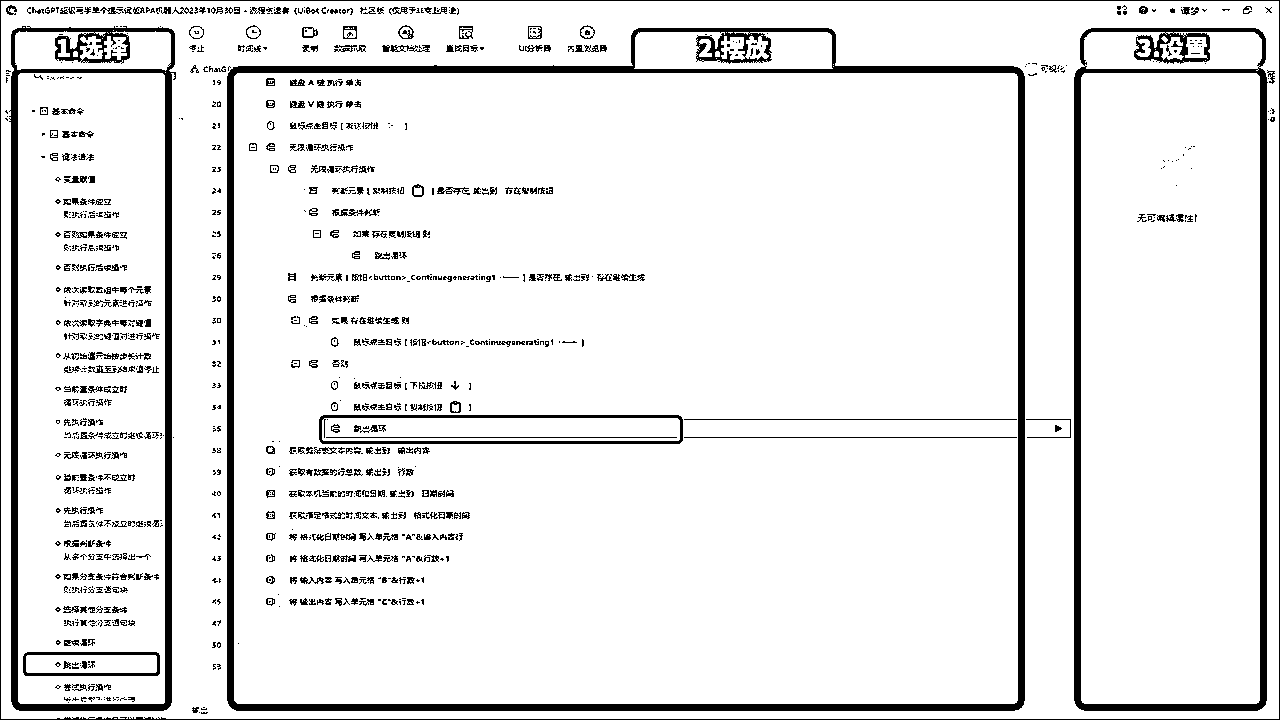 ChatGPT超级写手单个提示词版RPA机器人2023年10月30日 - 流程创建者 (UiBot Creator) 社区版 (仅用于非商业用途)
1.选择
2.摆放
3.设置
停止
时间线
录制
数据抓取
智能文档处理
查找目标
UI分析器
内置浏览器
可视化
基本命令
基本命令
词法语法
变量赋值
如果条件成立
则执行后续操作
否则如果条件成立
则执行后续操作
否则执行后续操作
依次读取数组中每个元素
针对取到的元素进行操作
依次读取字典中每对键值
针对取到的键值对进行操作
从初始值开始按步长计数
继续计数直至到结束值停止
当前置条件成立时
循环执行操作
先执行操作
当后置条件成立时继续循环
无限循环执行操作
当前置条件不成立时
循环执行操作
先执行操作
当后置条件不成立时继续循环
根据判断条件
从多个分支中选择出一个
如果分支条件符合判断条件
则执行分支语句块
选择其他分支条件
执行其他分支语句块
继续循环
跳出循环
尝试执行操作
19 键盘 A 键 执行 单击
20 键盘 V 键 执行 单击
21 鼠标点击目标 [ 发送按钮 ]
22 无限循环执行操作
23 无限循环执行操作
24 判断元素 [ 复制按钮 ] 是否存在, 输出到 存在复制按钮
根据条件判断
如果 存在复制按钮 则
跳出循环
29 判断元素 [ 按钮<button>_Continuegenerating1 ] 是否存在, 输出到 存在继续生成
根据条件判断
如果 存在继续生成 则
鼠标点击目标 [ 按钮<button>_Continuegenerating1 ]
否则
33 鼠标点击目标 [ 下拉按钮 ]
34 鼠标点击目标 [ 复制按钮 ]
35 跳出循环
38 获取剪贴板文本内容, 输出到 输出内容
39 获取有数据的行总数, 输出到 行数
40 获取本机当前的时间和日期, 输出到 日期时间
41 获取指定格式的时间文本, 输出到 格式化日期时间
42 将 格式化日期时间 写入单元格 "A"&输入内容行
43 将 格式化日期时间 写入单元格 "A"&行数+1
44 将 输入内容 写入单元格 "B"&行数+1
45 将 输出内容 写入单元格 "C"&行数+1
47
50
53
无可编辑属性!
输出